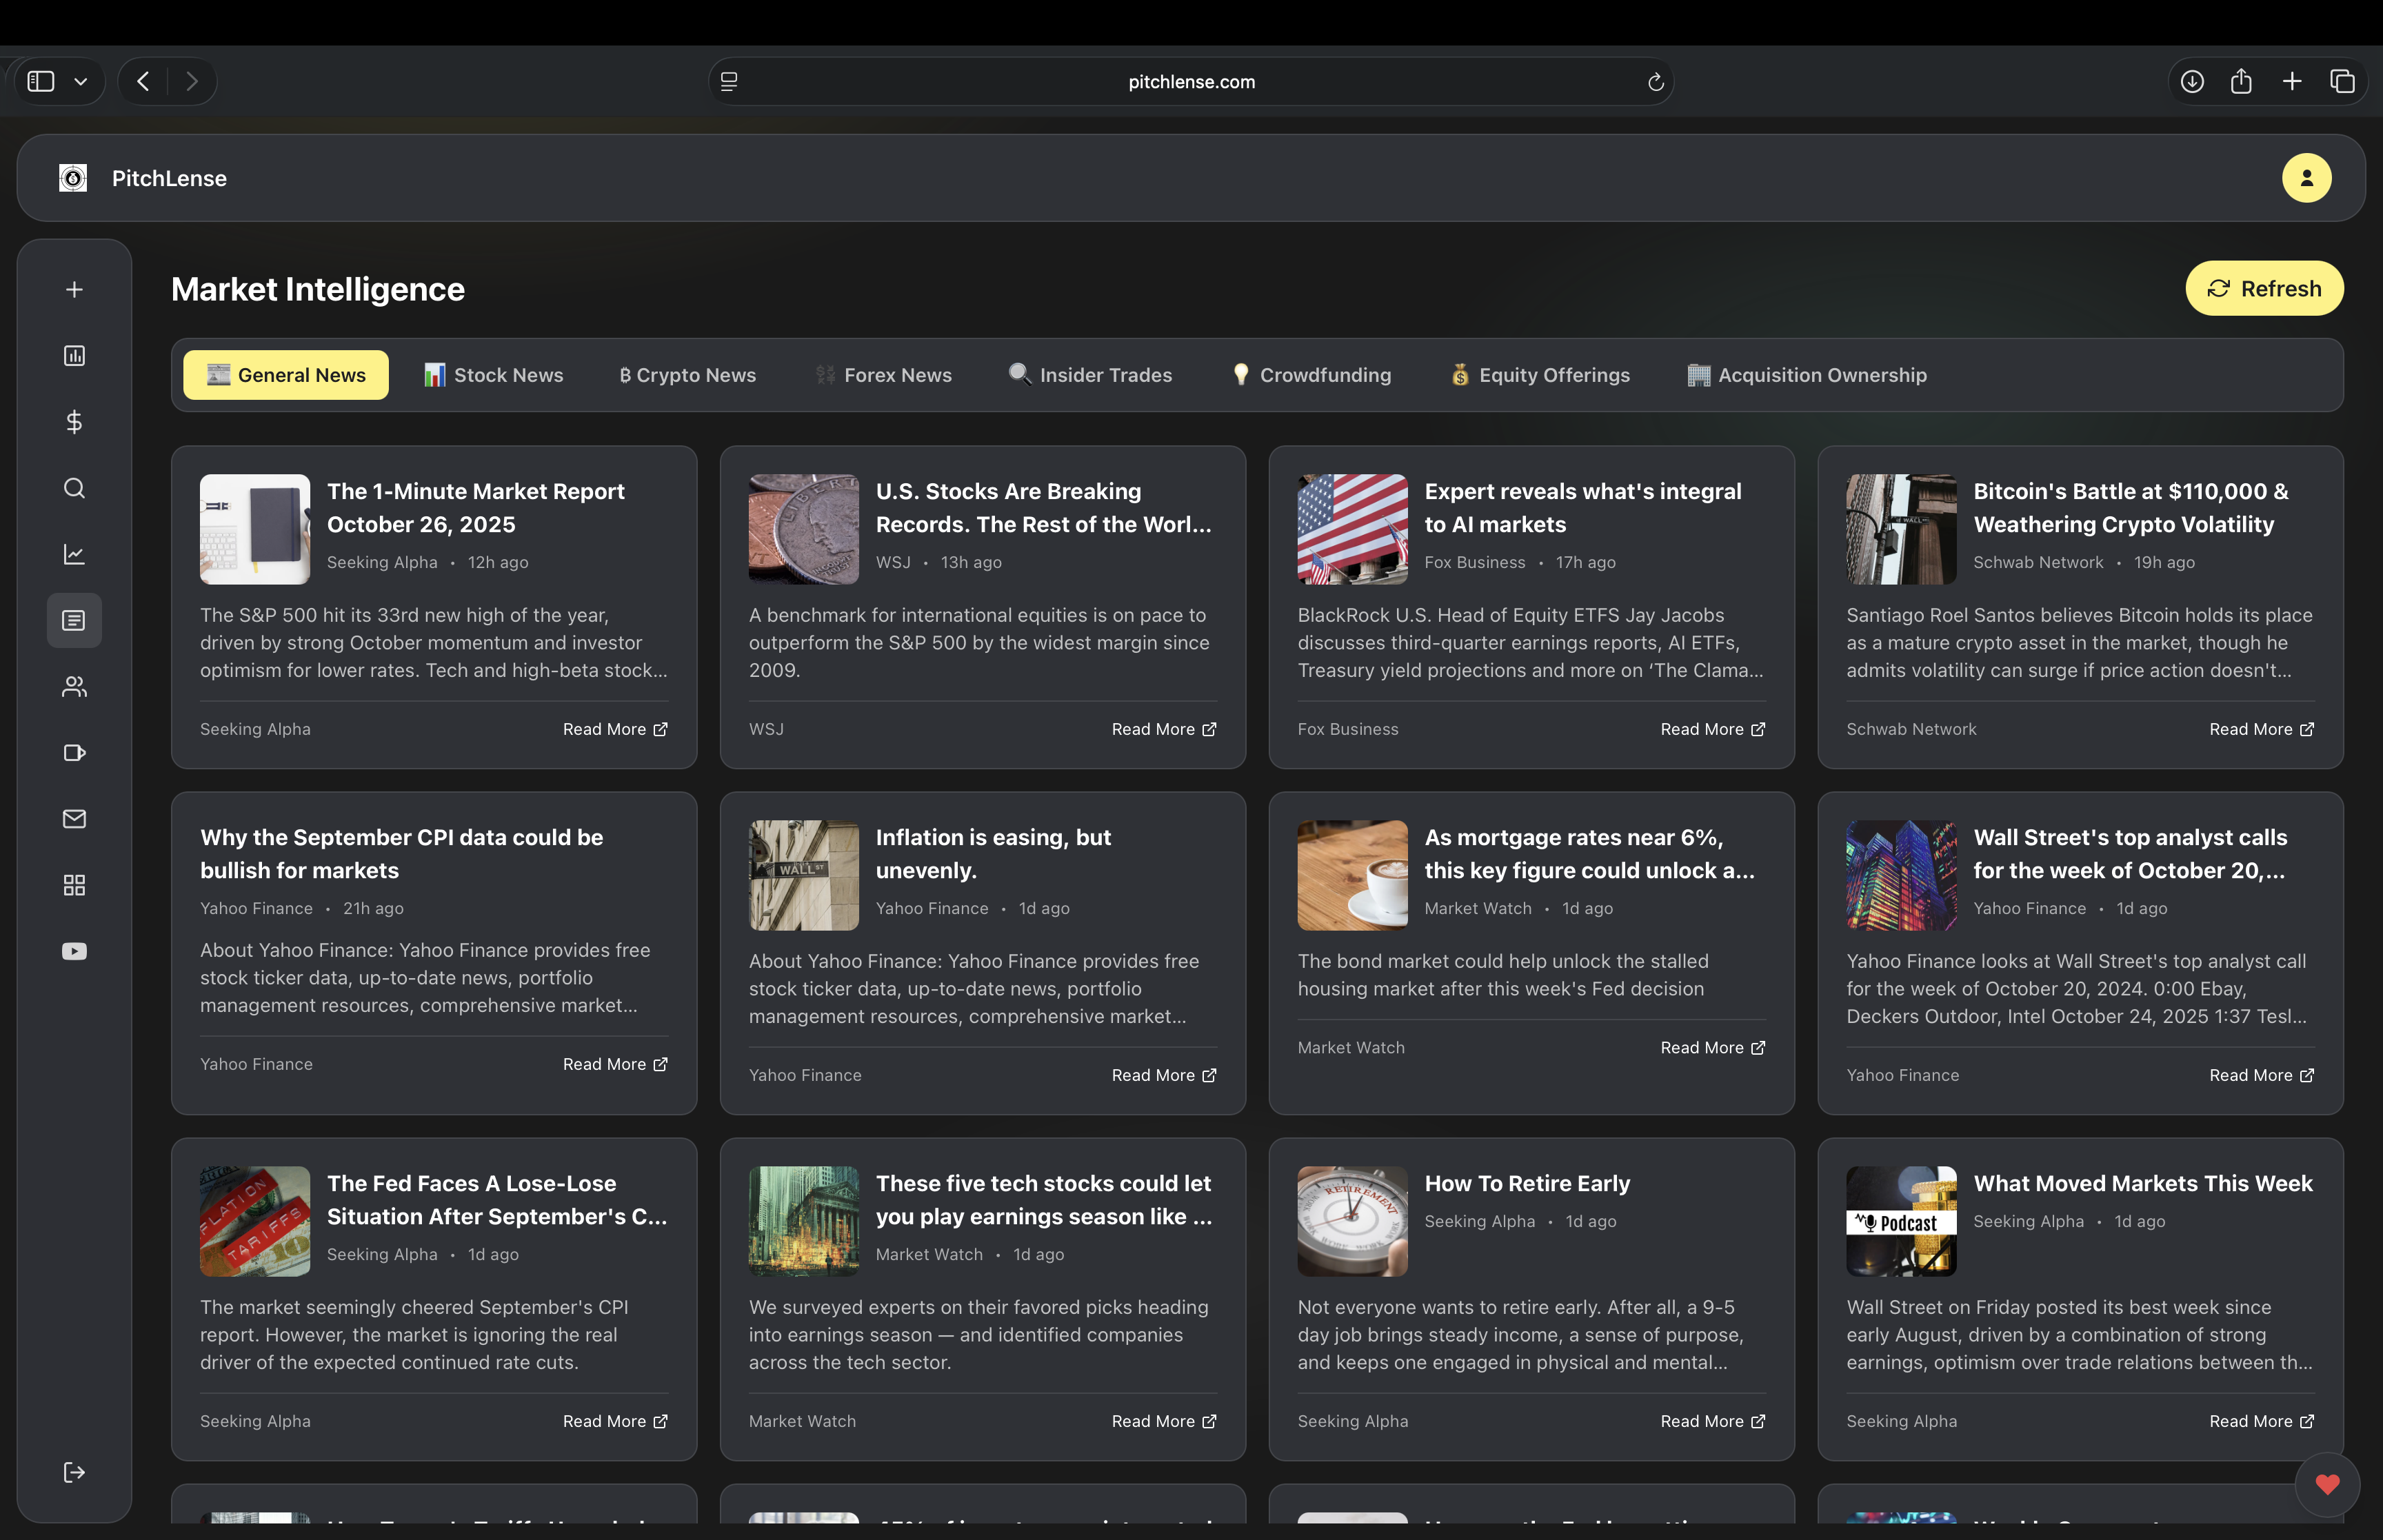 pitchlense.com
PitchLense
Market Intelligence
Refresh
General News
Stock News
₿ Crypto News
Forex News
Insider Trades
Crowdfunding
Equity Offerings
Acquisition Ownership
The 1-Minute Market Report
October 26, 2025
Seeking Alpha • 12h ago
The S&P 500 hit its 33rd new high of the year,
driven by strong October momentum and investor
optimism for lower rates. Tech and high-beta stock...
Seeking Alpha
Read More
U.S. Stocks Are Breaking
Records. The Rest of the Worl...
WSJ • 13h ago
A benchmark for international equities is on pace to
outperform the S&P 500 by the widest margin since
2009.
WSJ
Read More
Expert reveals what's integral
to AI markets
Fox Business • 17h ago
BlackRock U.S. Head of Equity ETFS Jay Jacobs
discusses third-quarter earnings reports, AI ETFs,
Treasury yield projections and more on ‘The Clama...
Fox Business
Read More
WALL
Bitcoin's Battle at $110,000 &
Weathering Crypto Volatility
Schwab Network • 19h ago
Santiago Roel Santos believes Bitcoin holds its place
as a mature crypto asset in the market, though he
admits volatility can surge if price action doesn't...
Schwab Network
Read More
Why the September CPI data could be
bullish for markets
Yahoo Finance • 21h ago
About Yahoo Finance: Yahoo Finance provides free
stock ticker data, up-to-date news, portfolio
management resources, comprehensive market...
Yahoo Finance
Read More
WALL ST
Inflation is easing, but
unevenly.
Yahoo Finance • 1d ago
About Yahoo Finance: Yahoo Finance provides free
stock ticker data, up-to-date news, portfolio
management resources, comprehensive market...
Yahoo Finance
Read More
As mortgage rates near 6%,
this key figure could unlock a...
Market Watch • 1d ago
The bond market could help unlock the stalled
housing market after this week's Fed decision
Market Watch
Read More
Wall Street's top analyst calls
for the week of October 20,...
Yahoo Finance • 1d ago
Yahoo Finance looks at Wall Street's top analyst call
for the week of October 20, 2024. 0:00 Ebay,
Deckers Outdoor, Intel October 24, 2025 1:37 Tesl...
Yahoo Finance
Read More
FLATION
TARIFFS
The Fed Faces A Lose-Lose
Situation After September's C...
Seeking Alpha • 1d ago
The market seemingly cheered September's CPI
report. However, the market is ignoring the real
driver of the expected continued rate cuts.
Seeking Alpha
Read More
These five tech stocks could let
you play earnings season like ...
Market Watch • 1d ago
We surveyed experts on their favored picks heading
into earnings season — and identified companies
across the tech sector.
Market Watch
Read More
RETIREMENT
How To Retire Early
Seeking Alpha • 1d ago
Not everyone wants to retire early. After all, a 9-5
day job brings steady income, a sense of purpose,
and keeps one engaged in physical and mental...
Seeking Alpha
Read More
Podcast
What Moved Markets This Week
Seeking Alpha • 1d ago
Wall Street on Friday posted its best week since
early August, driven by a combination of strong
earnings, optimism over trade relations between th...
Seeking Alpha
Read More